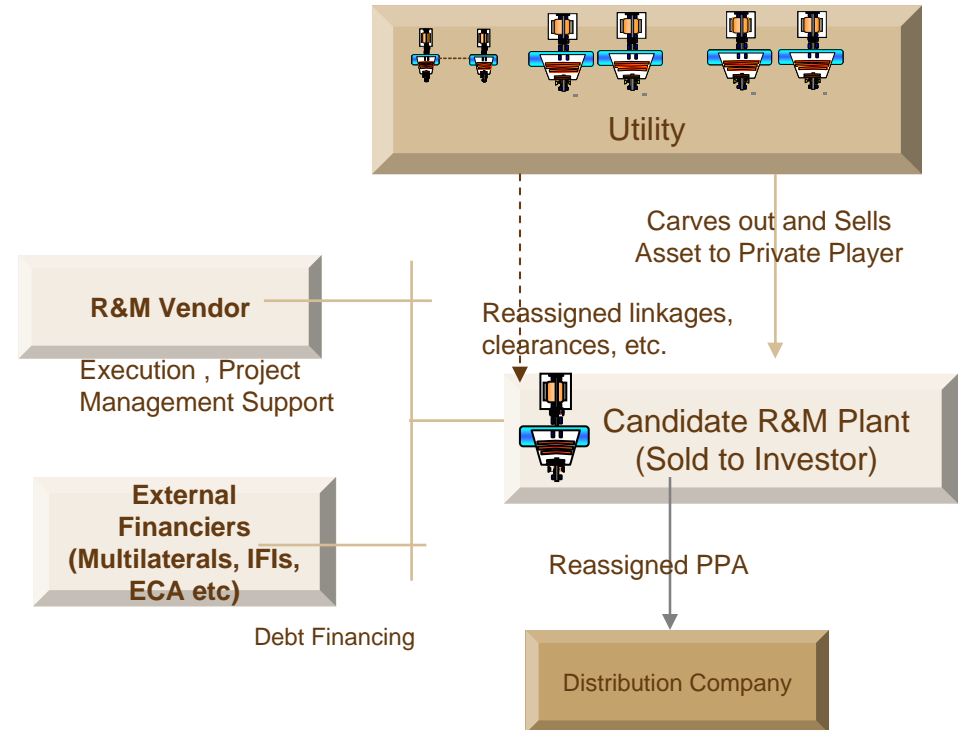 Utility
Carves out and Sells
Asset to Private Player
R&M Vendor
Reassigned linkages,
clearances, etc.
Execution , Project
Management Support
Candidate R&M Plant
(Sold to Investor)
External
Financiers
(Multilaterals, IFIs,
ECA etc)
Reassigned PPA
Debt Financing
Distribution Company